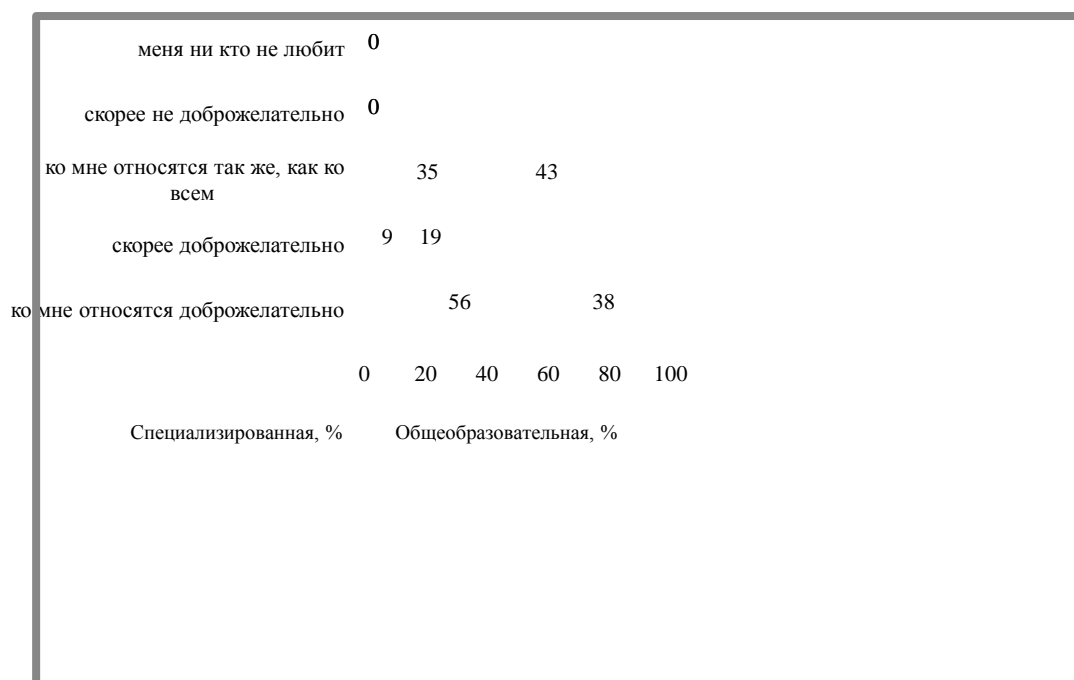 меня ни кто не любит 0
скорее не доброжелательно 0
ко мне относятся так же, как ко
всем 35 43
скорее доброжелательно 9 19
ко мне относятся доброжелательно 56 38
0 20 40 60 80 100
Специализированная, % Общеобразовательная, %